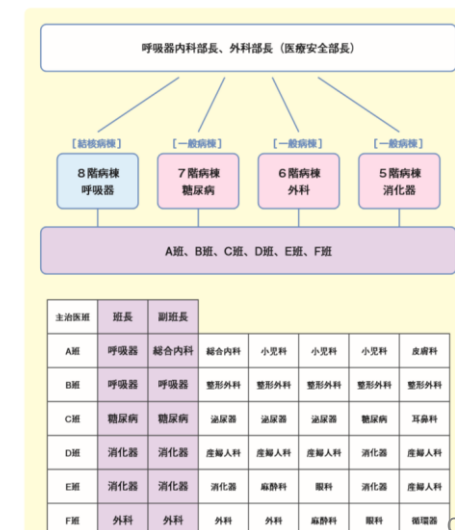 呼吸器内科部長、外科部長（医療安全部長）
［結核病棟］ ［一般病棟］ ［一般病棟］ ［一般病棟］
8階病棟 7階病棟 6階病棟 5階病棟
呼吸器 糖尿病 外科 消化器
A班、B班、C班、D班、E班、F班
主治医班 班長 副班長
A班 呼吸器 総合内科 総合内科 小児科 小児科 小児科 皮膚科
B班 呼吸器 呼吸器 整形外科 整形外科 整形外科 整形外科 整形外科
C班 糖尿病 糖尿病 泌尿器 泌尿器 泌尿器 糖尿病 耳鼻科
D班 消化器 消化器 産婦人科 産婦人科 産婦人科 消化器 産婦人科
E班 消化器 消化器 消化器 麻酔科 眼科 消化器 産婦人科
F班 外科 外科 外科 外科 麻酔科 眼科 循環器